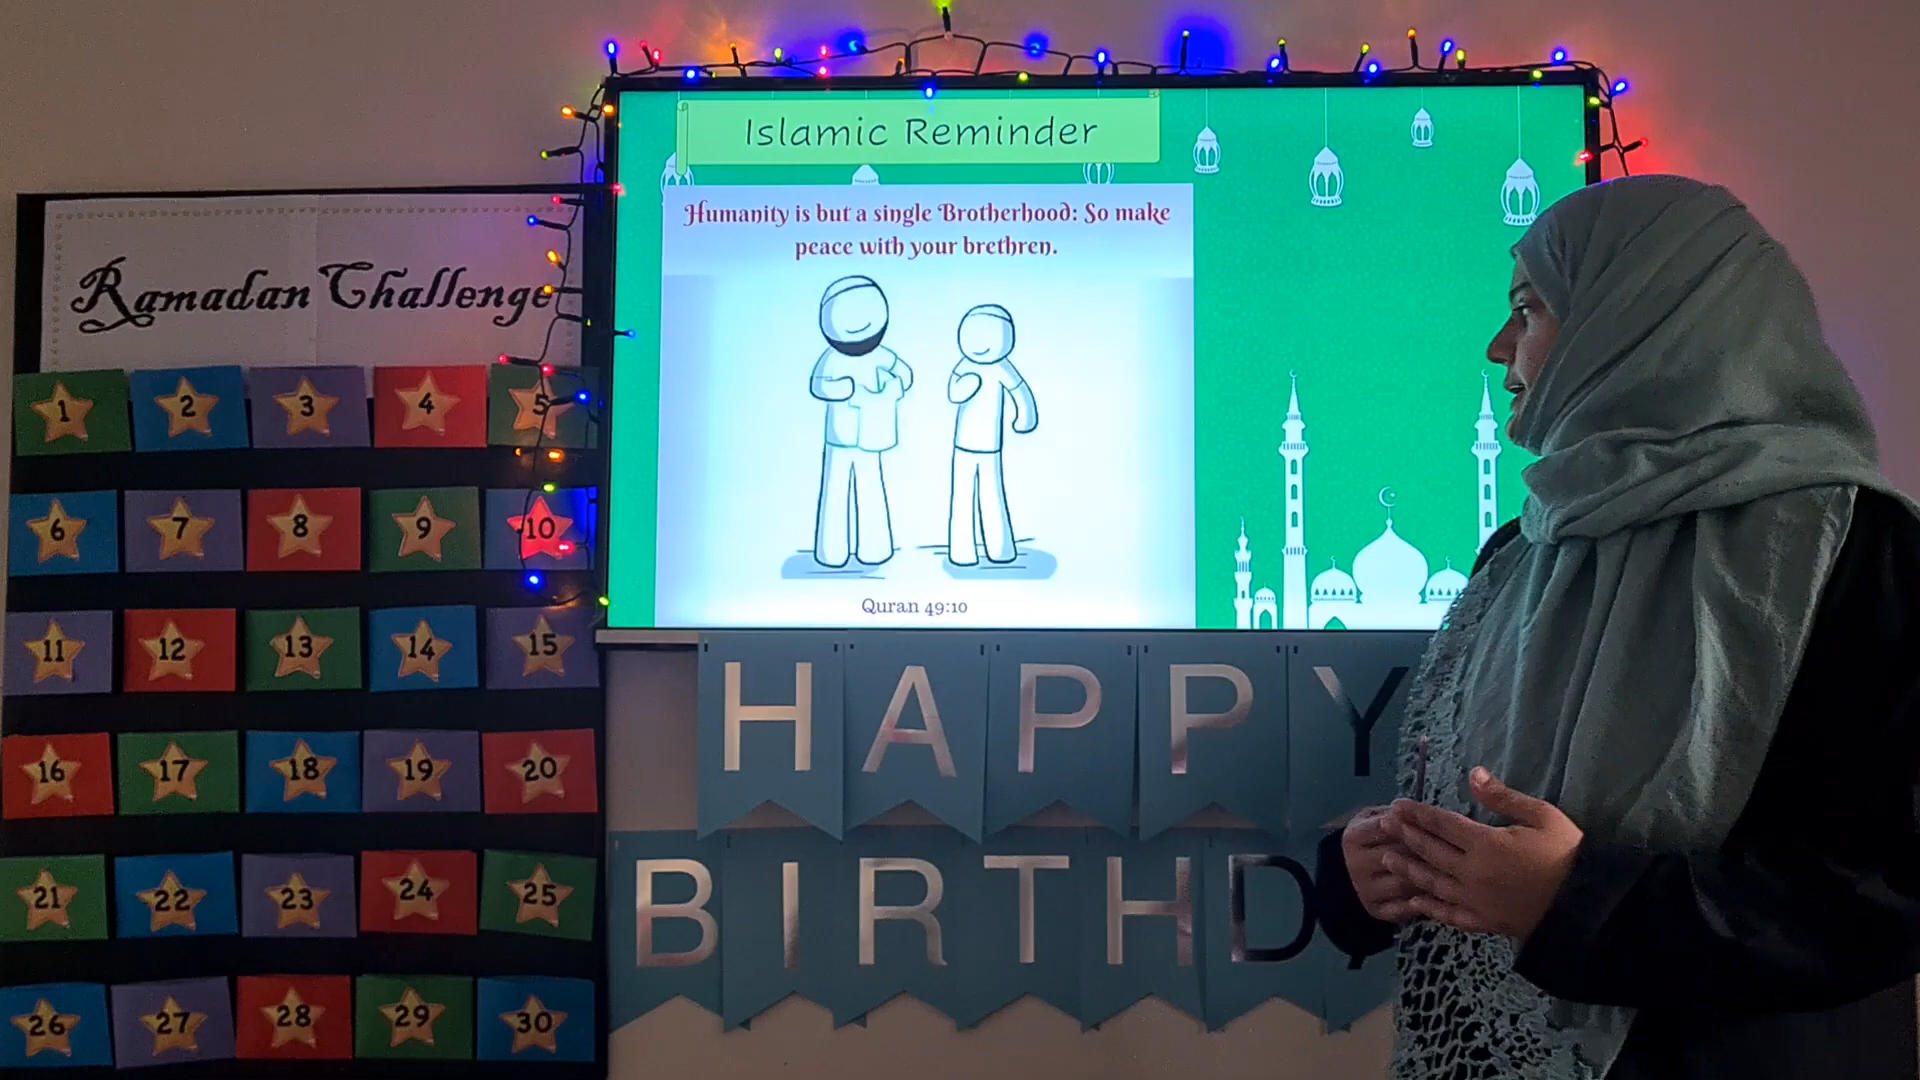 Islamic Reminder
Humanity is but a single Brotherhood: So make
peace with your brethren.
Quran 49:10
Ramadan Challenge
1 2 3 4 5
6 7 8 9 10
11 12 13 14 15
16 17 18 19 20
21 22 23 24 25
26 27 28 29 30
HAPPY
BIRTHD